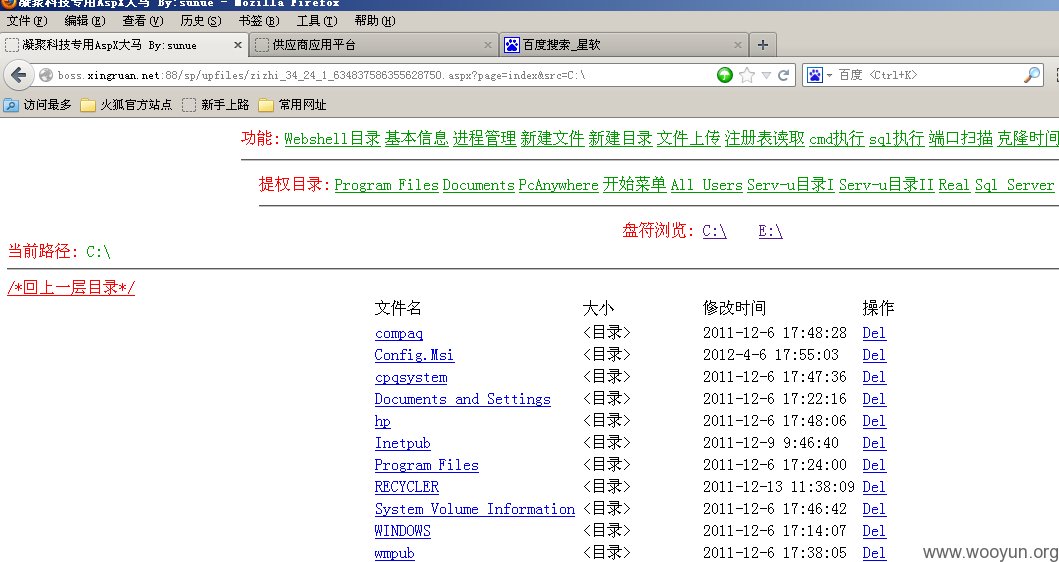 凝聚科技专用AspX大马 By:sunue - Mozilla Firefox
文件(F) 编辑(E) 查看(V) 历史(S) 书签(B) 工具(T) 帮助(H)
凝聚科技专用AspX大马 By:sunue × 供应商应用平台 × 百度搜索_星软 × +
boss.xingruan.net:88/sp/upfiles/zizhi_34_24_1_634837586355628750.aspx?page=index&src=C:\ 百度 <Ctrl+K>
访问最多 火狐官方站点 新手上路 常用网址
功能: Webshell目录 基本信息 进程管理 新建文件 新建目录 文件上传 注册表读取 cmd执行 sql执行 端口扫描 克隆时间
提权目录: Program Files Documents PcAnywhere 开始菜单 All Users Serv-u目录I Serv-u目录II Real Sql Server
盘符浏览: C:\ E:\
当前路径: C:\
/*回上一层目录*/
文件名 大小 修改时间 操作
compaq <目录> 2011-12-6 17:48:28 Del
Config.Msi <目录> 2012-4-6 17:55:03 Del
cpqsystem <目录> 2011-12-6 17:47:36 Del
Documents and Settings <目录> 2011-12-6 17:22:16 Del
hp <目录> 2011-12-6 17:48:06 Del
Inetpub <目录> 2011-12-9 9:46:40 Del
Program Files <目录> 2011-12-6 17:24:00 Del
RECYCLER <目录> 2011-12-13 11:38:09 Del
System Volume Information <目录> 2011-12-6 17:46:42 Del
WINDOWS <目录> 2011-12-6 17:14:07 Del
wmpub <目录> 2011-12-6 17:38:05 Del
www.wooyun.org